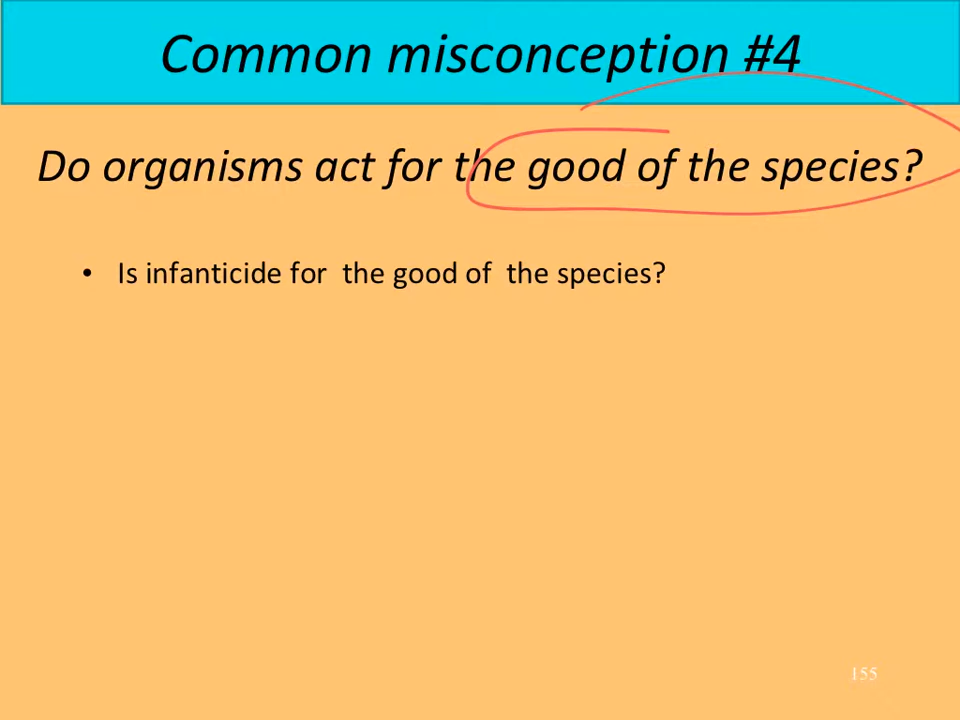 Common misconception #4
Do organisms act for the good of the species?
• Is infanticide for the good of the species?
155